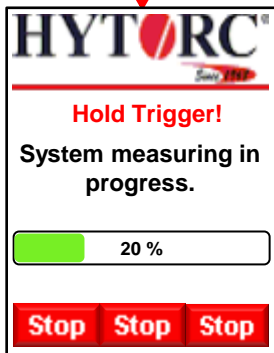 HYTORC®
Since 1968
Hold Trigger!
System measuring in
progress.
20 %
Stop Stop Stop